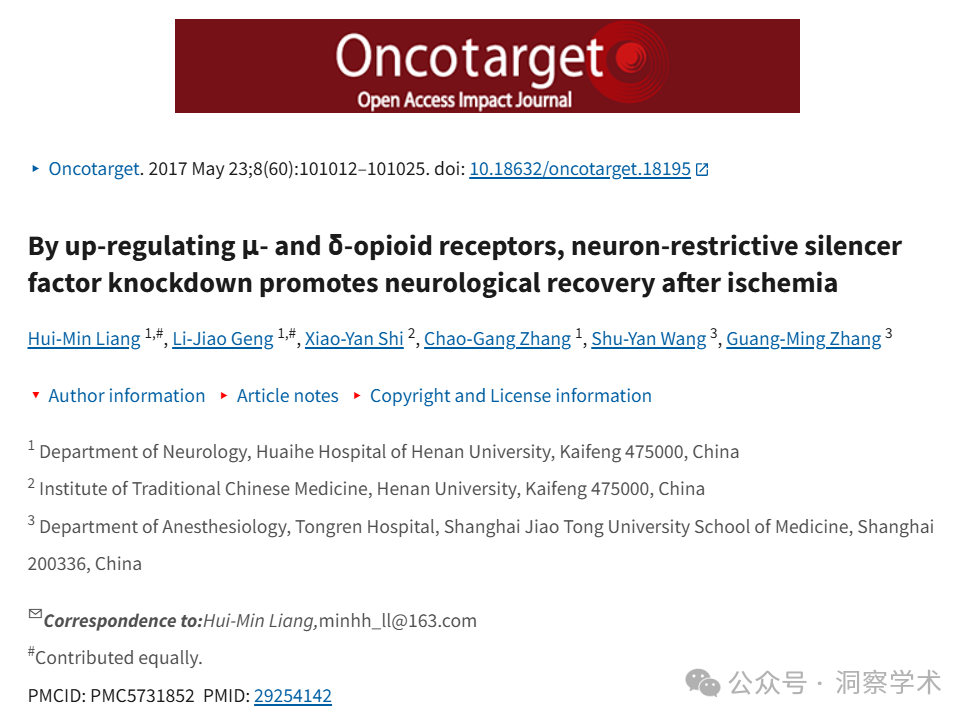 Oncotarget
Open Access Impact Journal
Oncotarget. 2017 May 23;8(60):101012–101025. doi: 10.18632/oncotarget.18195
By up-regulating μ- and δ-opioid receptors, neuron-restrictive silencer
factor knockdown promotes neurological recovery after ischemia
Hui-Min Liang 1,#, Li-Jiao Geng 1,#, Xiao-Yan Shi 2, Chao-Gang Zhang 1, Shu-Yan Wang 3, Guang-Ming Zhang 3
Author information Article notes Copyright and License information
1 Department of Neurology, Huaihe Hospital of Henan University, Kaifeng 475000, China
2 Institute of Traditional Chinese Medicine, Henan University, Kaifeng 475000, China
3 Department of Anesthesiology, Tongren Hospital, Shanghai Jiao Tong University School of Medicine, Shanghai
200336, China
Correspondence to:Hui-Min Liang,minhh_ll@163.com
#Contributed equally.
PMCID: PMC5731852 PMID: 29254142
公众号 · 洞察学术